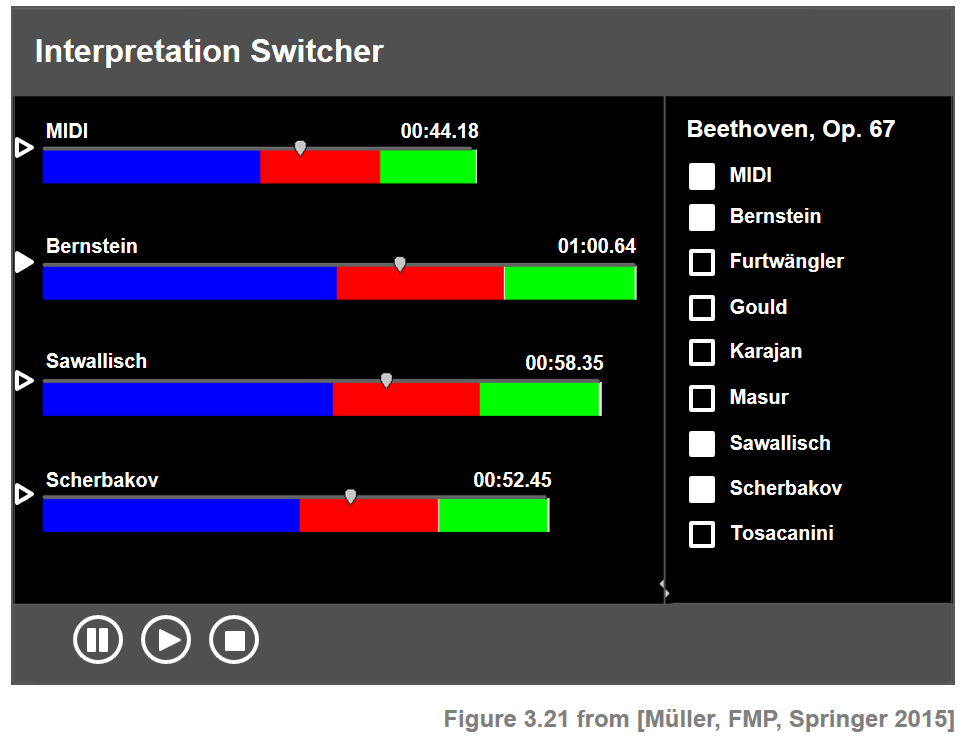 Interpretation Switcher
MIDI 00:44.18
Bernstein 01:00.64
Sawallisch 00:58.35
Scherbakov 00:52.45
Beethoven, Op. 67
MIDI
Bernstein
Furtwängler
Gould
Karajan
Masur
Sawallisch
Scherbakov
Tosacanini
Figure 3.21 from [Müller, FMP, Springer 2015]